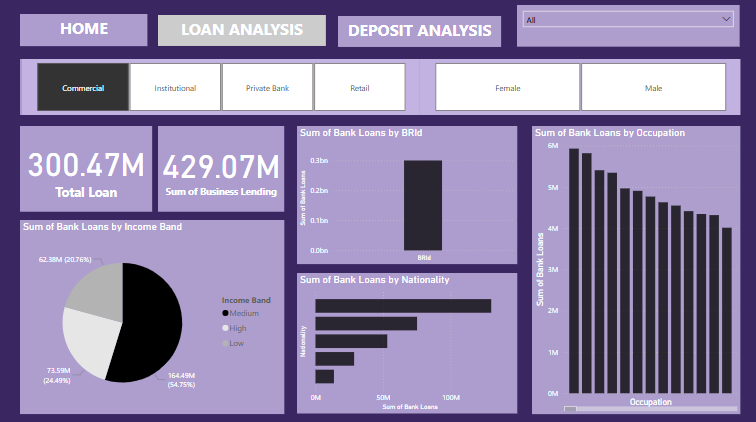 HOME
LOAN ANALYSIS
DEPOSIT ANALYSIS
All
Commercial
Institutional
Private Bank
Retail
Female
Male
300.47M
Total Loan
429.07M
Sum of Business Lending
Sum of Bank Loans by Income Band
62.38M (20.76%)
73.59M
(24.49%)
164.49M
(54.75%)
Income Band
Medium
High
Low
Sum of Bank Loans by BRId
Sum of Bank Loans
0.3bn
0.2bn
0.1bn
0.0bn
BRId
Sum of Bank Loans by Nationality
Nationality
0M
50M
100M
Sum of Bank Loans
Sum of Bank Loans by Occupation
Sum of Bank Loans
6M
5M
4M
3M
2M
1M
0M
Occupation